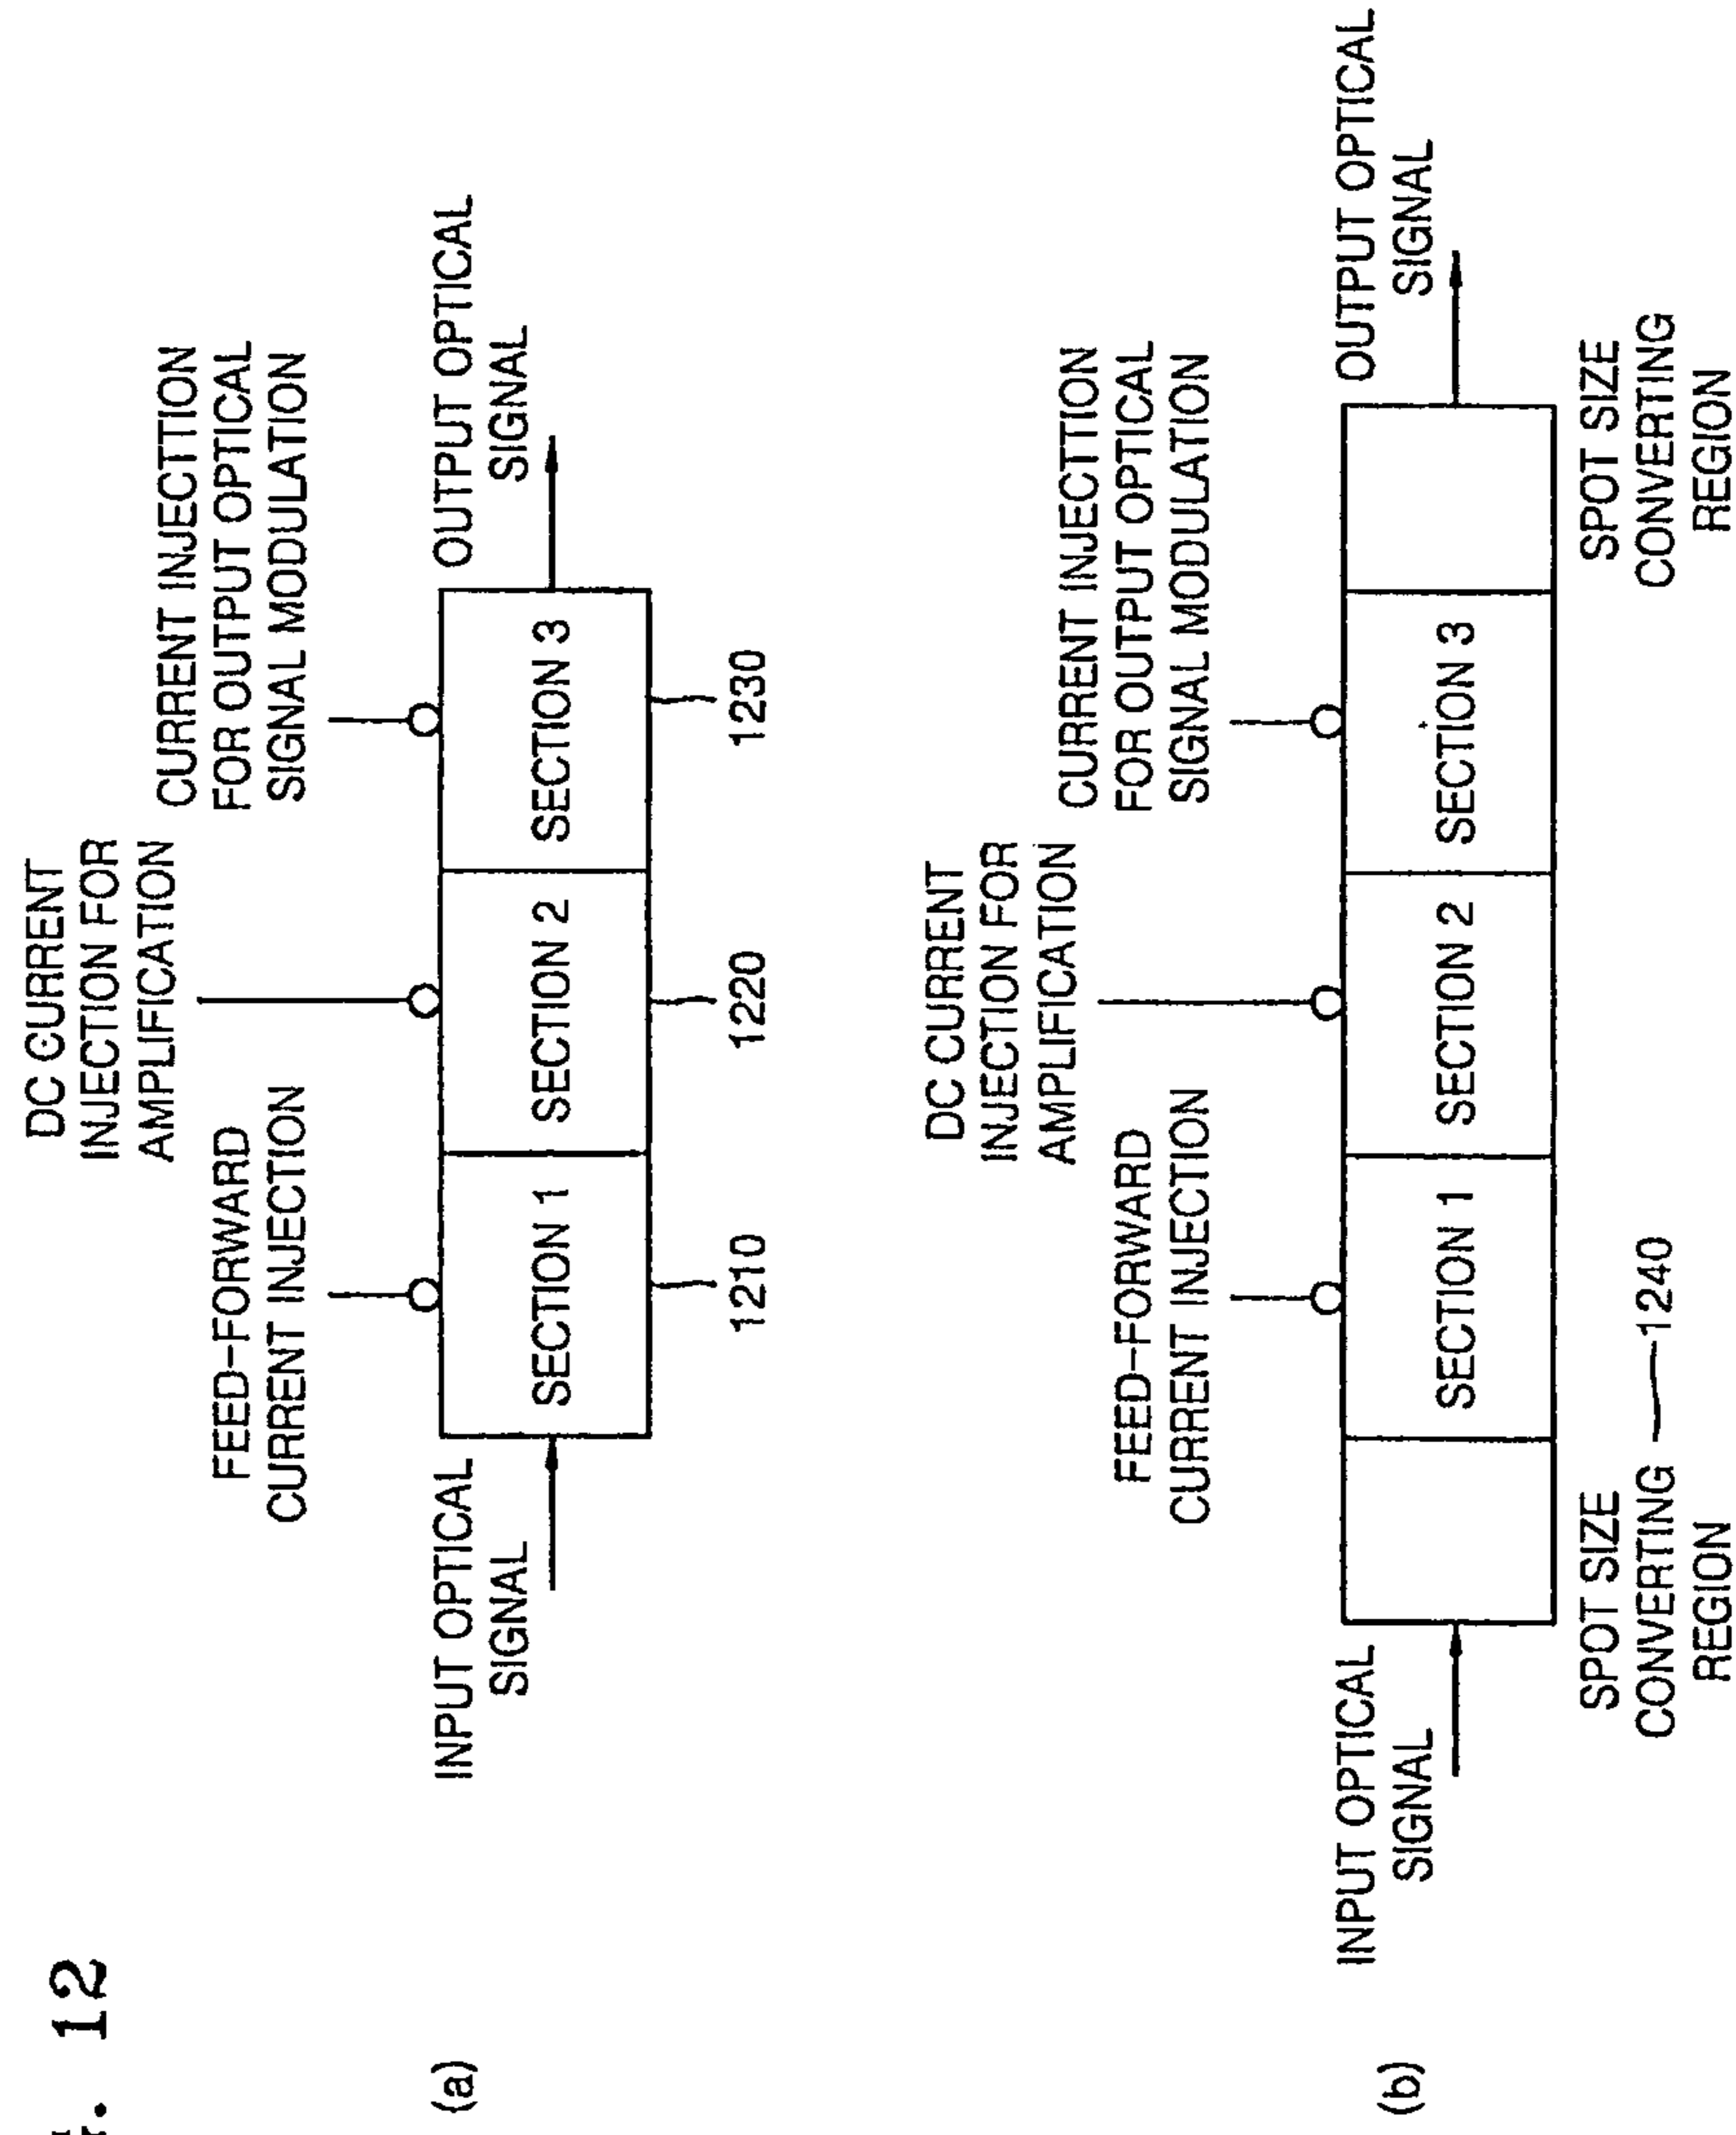 12
(a)
DC CURRENT
INJECTION FOR
AMPLIFICATION
FEED-FORWARD
CURRENT INJECTION
CURRENT INJECTION
FOR OUTPUT OPTICAL
SIGNAL MODULATION
INPUT OPTICAL
SIGNAL
SECTION 1
SECTION 2
SECTION 3
OUTPUT OPTICAL
SIGNAL
1210
1220
1230
(b)
DC CURRENT
INJECTION FOR
AMPLIFICATION
FEED-FORWARD
CURRENT INJECTION
CURRENT INJECTION
FOR OUTPUT OPTICAL
SIGNAL MODULATION
INPUT OPTICAL
SIGNAL
SECTION 1
SECTION 2
SECTION 3
OUTPUT OPTICAL
SIGNAL
SPOT SIZE
CONVERTING
REGION
1240
SPOT SIZE
CONVERTING
REGION